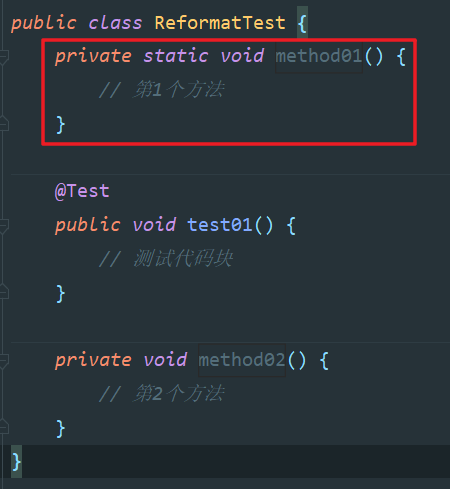 public class ReformatTest {
private static void method01() {
// 第1个方法
}
@Test
public void test01() {
// 测试代码块
}
private void method02() {
// 第2个方法
}
}